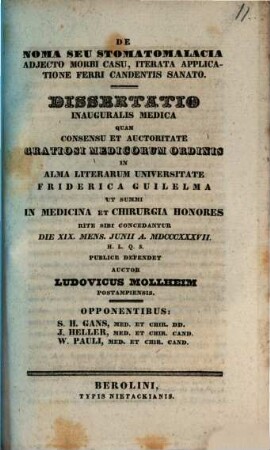 11.
DE
NOMA SEU STOMATOMALACIA
ADJECTO MORBI CASU, ITERATA APPLICA-
TIONE FERRI CANDENTIS SANATO.
DISSERTATIO
INAUGURALIS MEDICA
QUAM
CONSENSU ET AUCTORITATE
GRATIOSI MEDICORUM ORDINIS
IN
ALMA LITERARUM UNIVERSITATE
FRIDERICA GUILELMA
UT SUMMI
IN MEDICINA ET CHIRURGIA HONORES
RITE SIBI CONCEDANTUR
DIE XIX. MENS. JUNII A. MDCCCXXXVII.
H. L. Q. S.
PUBLICE DEFENDET
AUCTOR
LUDOVICUS MOLLHEIM
POSTAMPIENSIS.
OPPONENTIBUS:
S. H. GANS, MED. ET CHIR. DD.
J. HELLER, MED. ET CHIR. CAND.
W. PAULI, MED. ET CHIR. CAND.
BEROLINI,
TYPIS NIETACKIANIS.